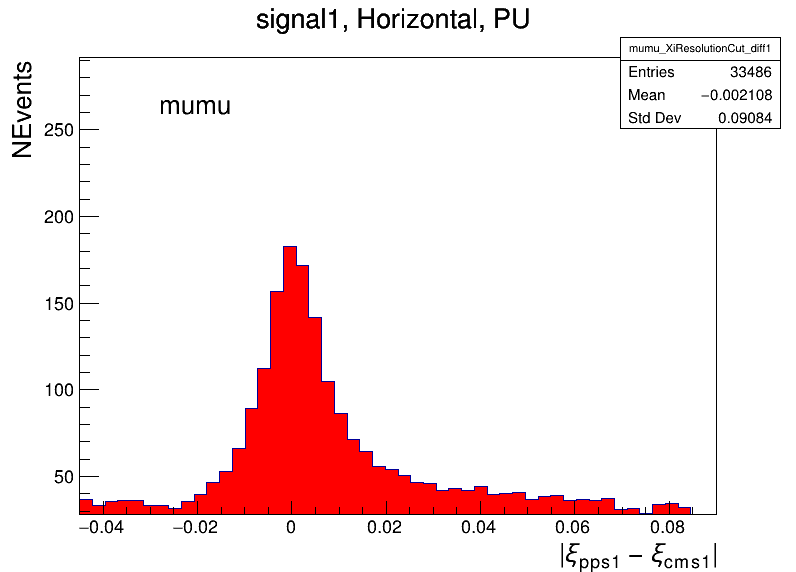 signal1, Horizontal, PU
mumu_XiResolutionCut_diff1
Entries 33486
Mean −0.002108
Std Dev 0.09084
NEvents
mumu
250
200
150
100
50
−0.04 −0.02 0 0.02 0.04 0.06 0.08
|ξpps1 − ξcms1|